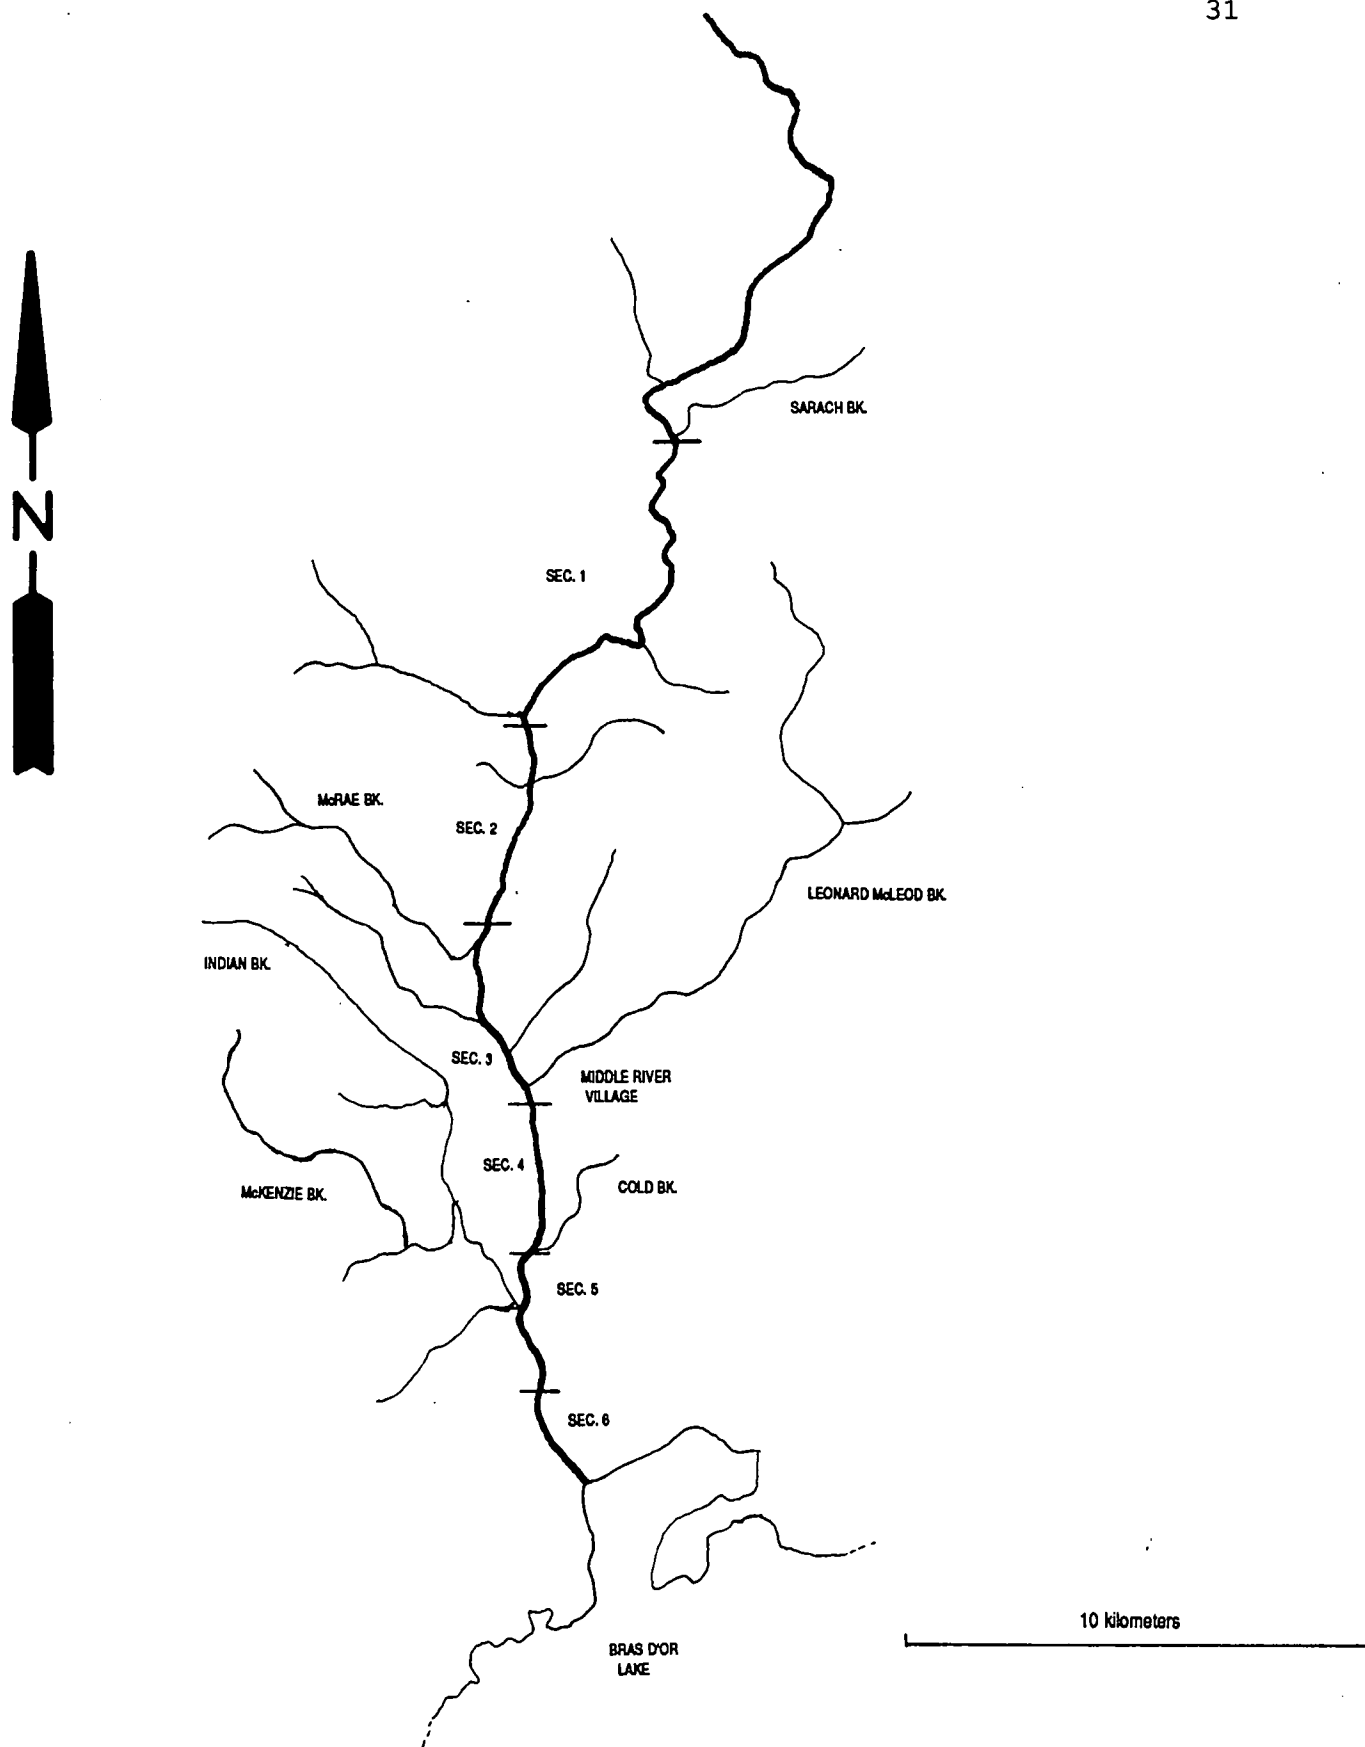 31
N
SARACH BK.
SEC. 1
McRAE BK.
SEC. 2
LEONARD McLEOD BK.
INDIAN BK.
SEC. 3
MIDDLE RIVER
VILLAGE
SEC. 4
COLD BK.
McKENZIE BK.
SEC. 5
SEC. 6
10 kilometers
BRAS D'OR
LAKE